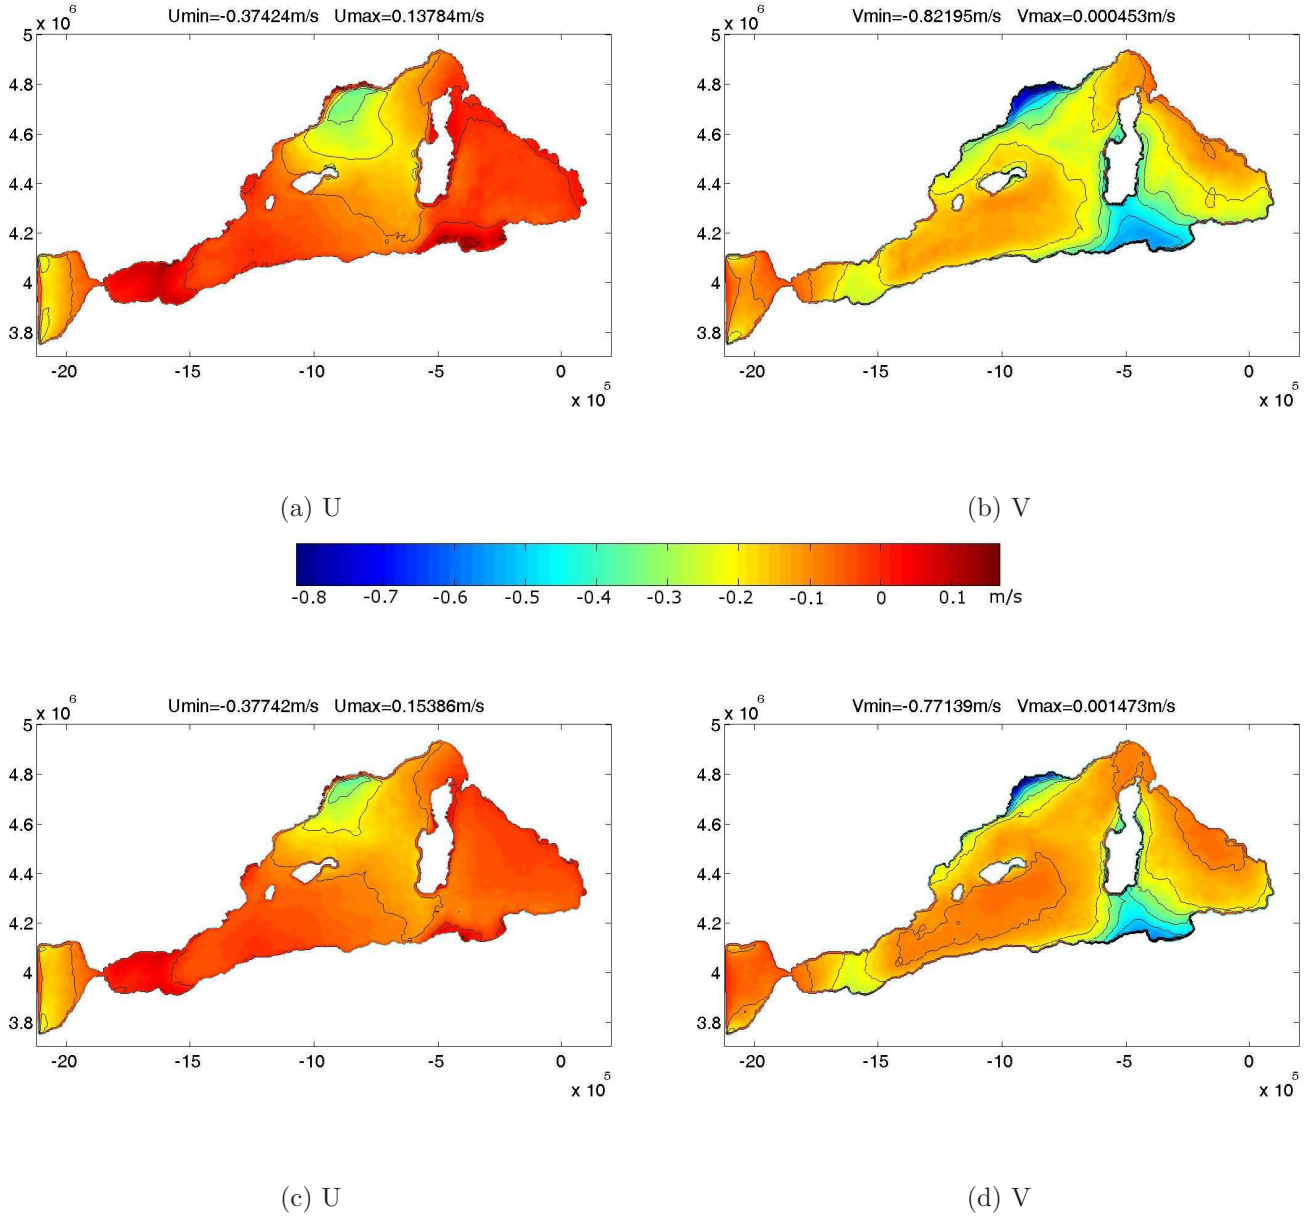 Umin=-0.37424m/s Umax=0.13784m/s
x 10 6
5
4.8
4.6
4.4
4.2
4
3.8
-20 -15 -10 -5 0
x 10 5
(a) U
Vmin=-0.82195m/s Vmax=0.000453m/s
x 10 6
5
4.8
4.6
4.4
4.2
4
3.8
-20 -15 -10 -5 0
x 10 5
(b) V
-0.8 -0.7 -0.6 -0.5 -0.4 -0.3 -0.2 -0.1 0 0.1 m/s
Umin=-0.37742m/s Umax=0.15386m/s
x 10 6
5
4.8
4.6
4.4
4.2
4
3.8
-20 -15 -10 -5 0
x 10 5
(c) U
Vmin=-0.77139m/s Vmax=0.001473m/s
x 10 6
5
4.8
4.6
4.4
4.2
4
3.8
-20 -15 -10 -5 0
x 10 5
(d) V